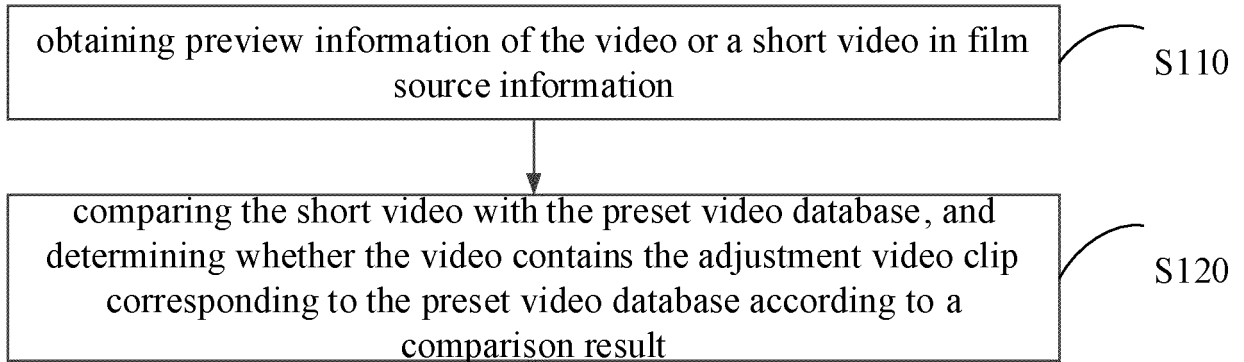 obtaining preview information of the video or a short video in film
source information
S110
comparing the short video with the preset video database, and
determining whether the video contains the adjustment video clip
corresponding to the preset video database according to a
comparison result
S120